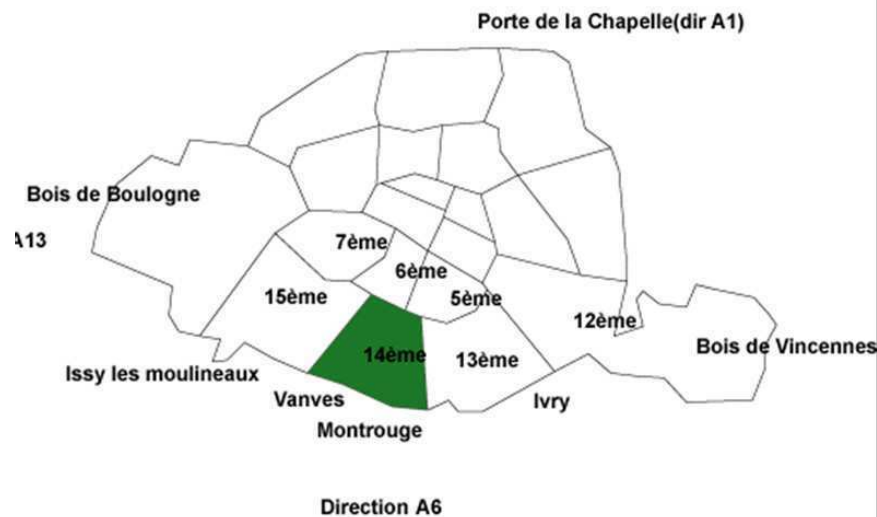 Porte de la Chapelle(dir A1)
Bois de Boulogne
A13
7ème
6ème
15ème
5ème
12ème
Bois de Vincennes
14ème
13ème
Issy les moulineaux
Vanves
Ivry
Montrouge
Direction A6